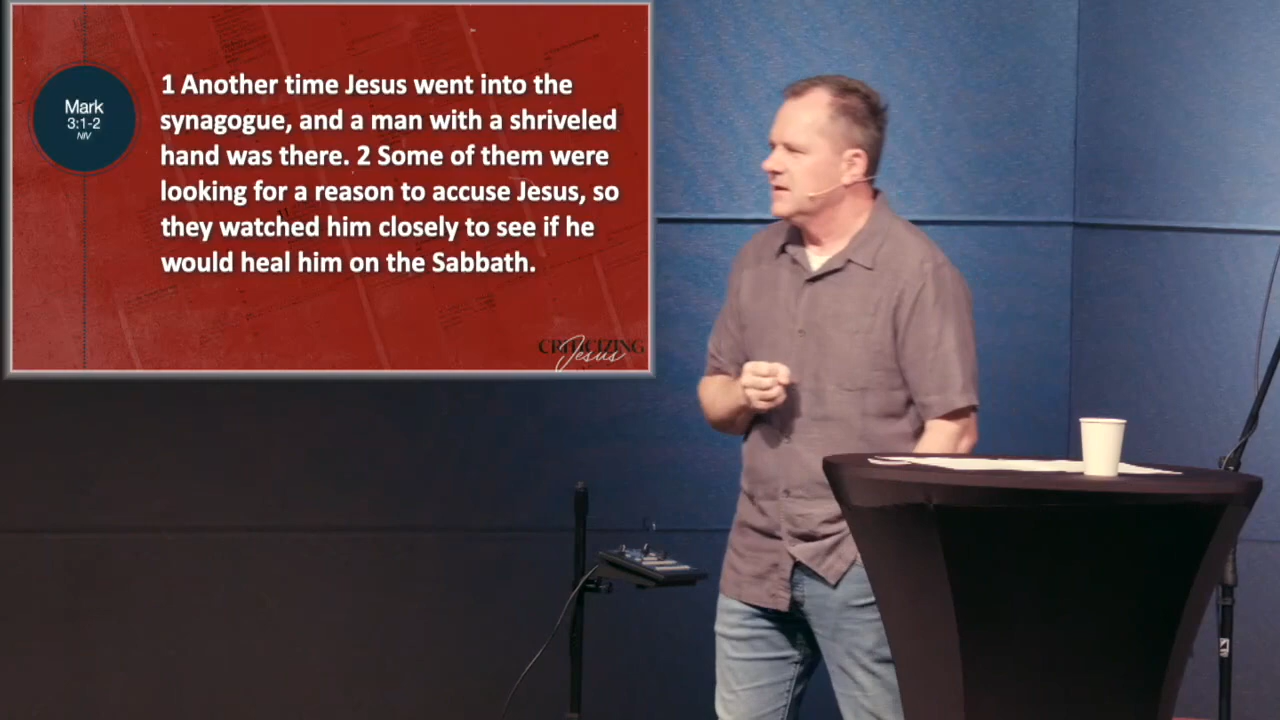 Mark
3:1-2
NIV
1 Another time Jesus went into the
synagogue, and a man with a shriveled
hand was there. 2 Some of them were
looking for a reason to accuse Jesus, so
they watched him closely to see if he
would heal him on the Sabbath.
CRITICIZING
Jesus